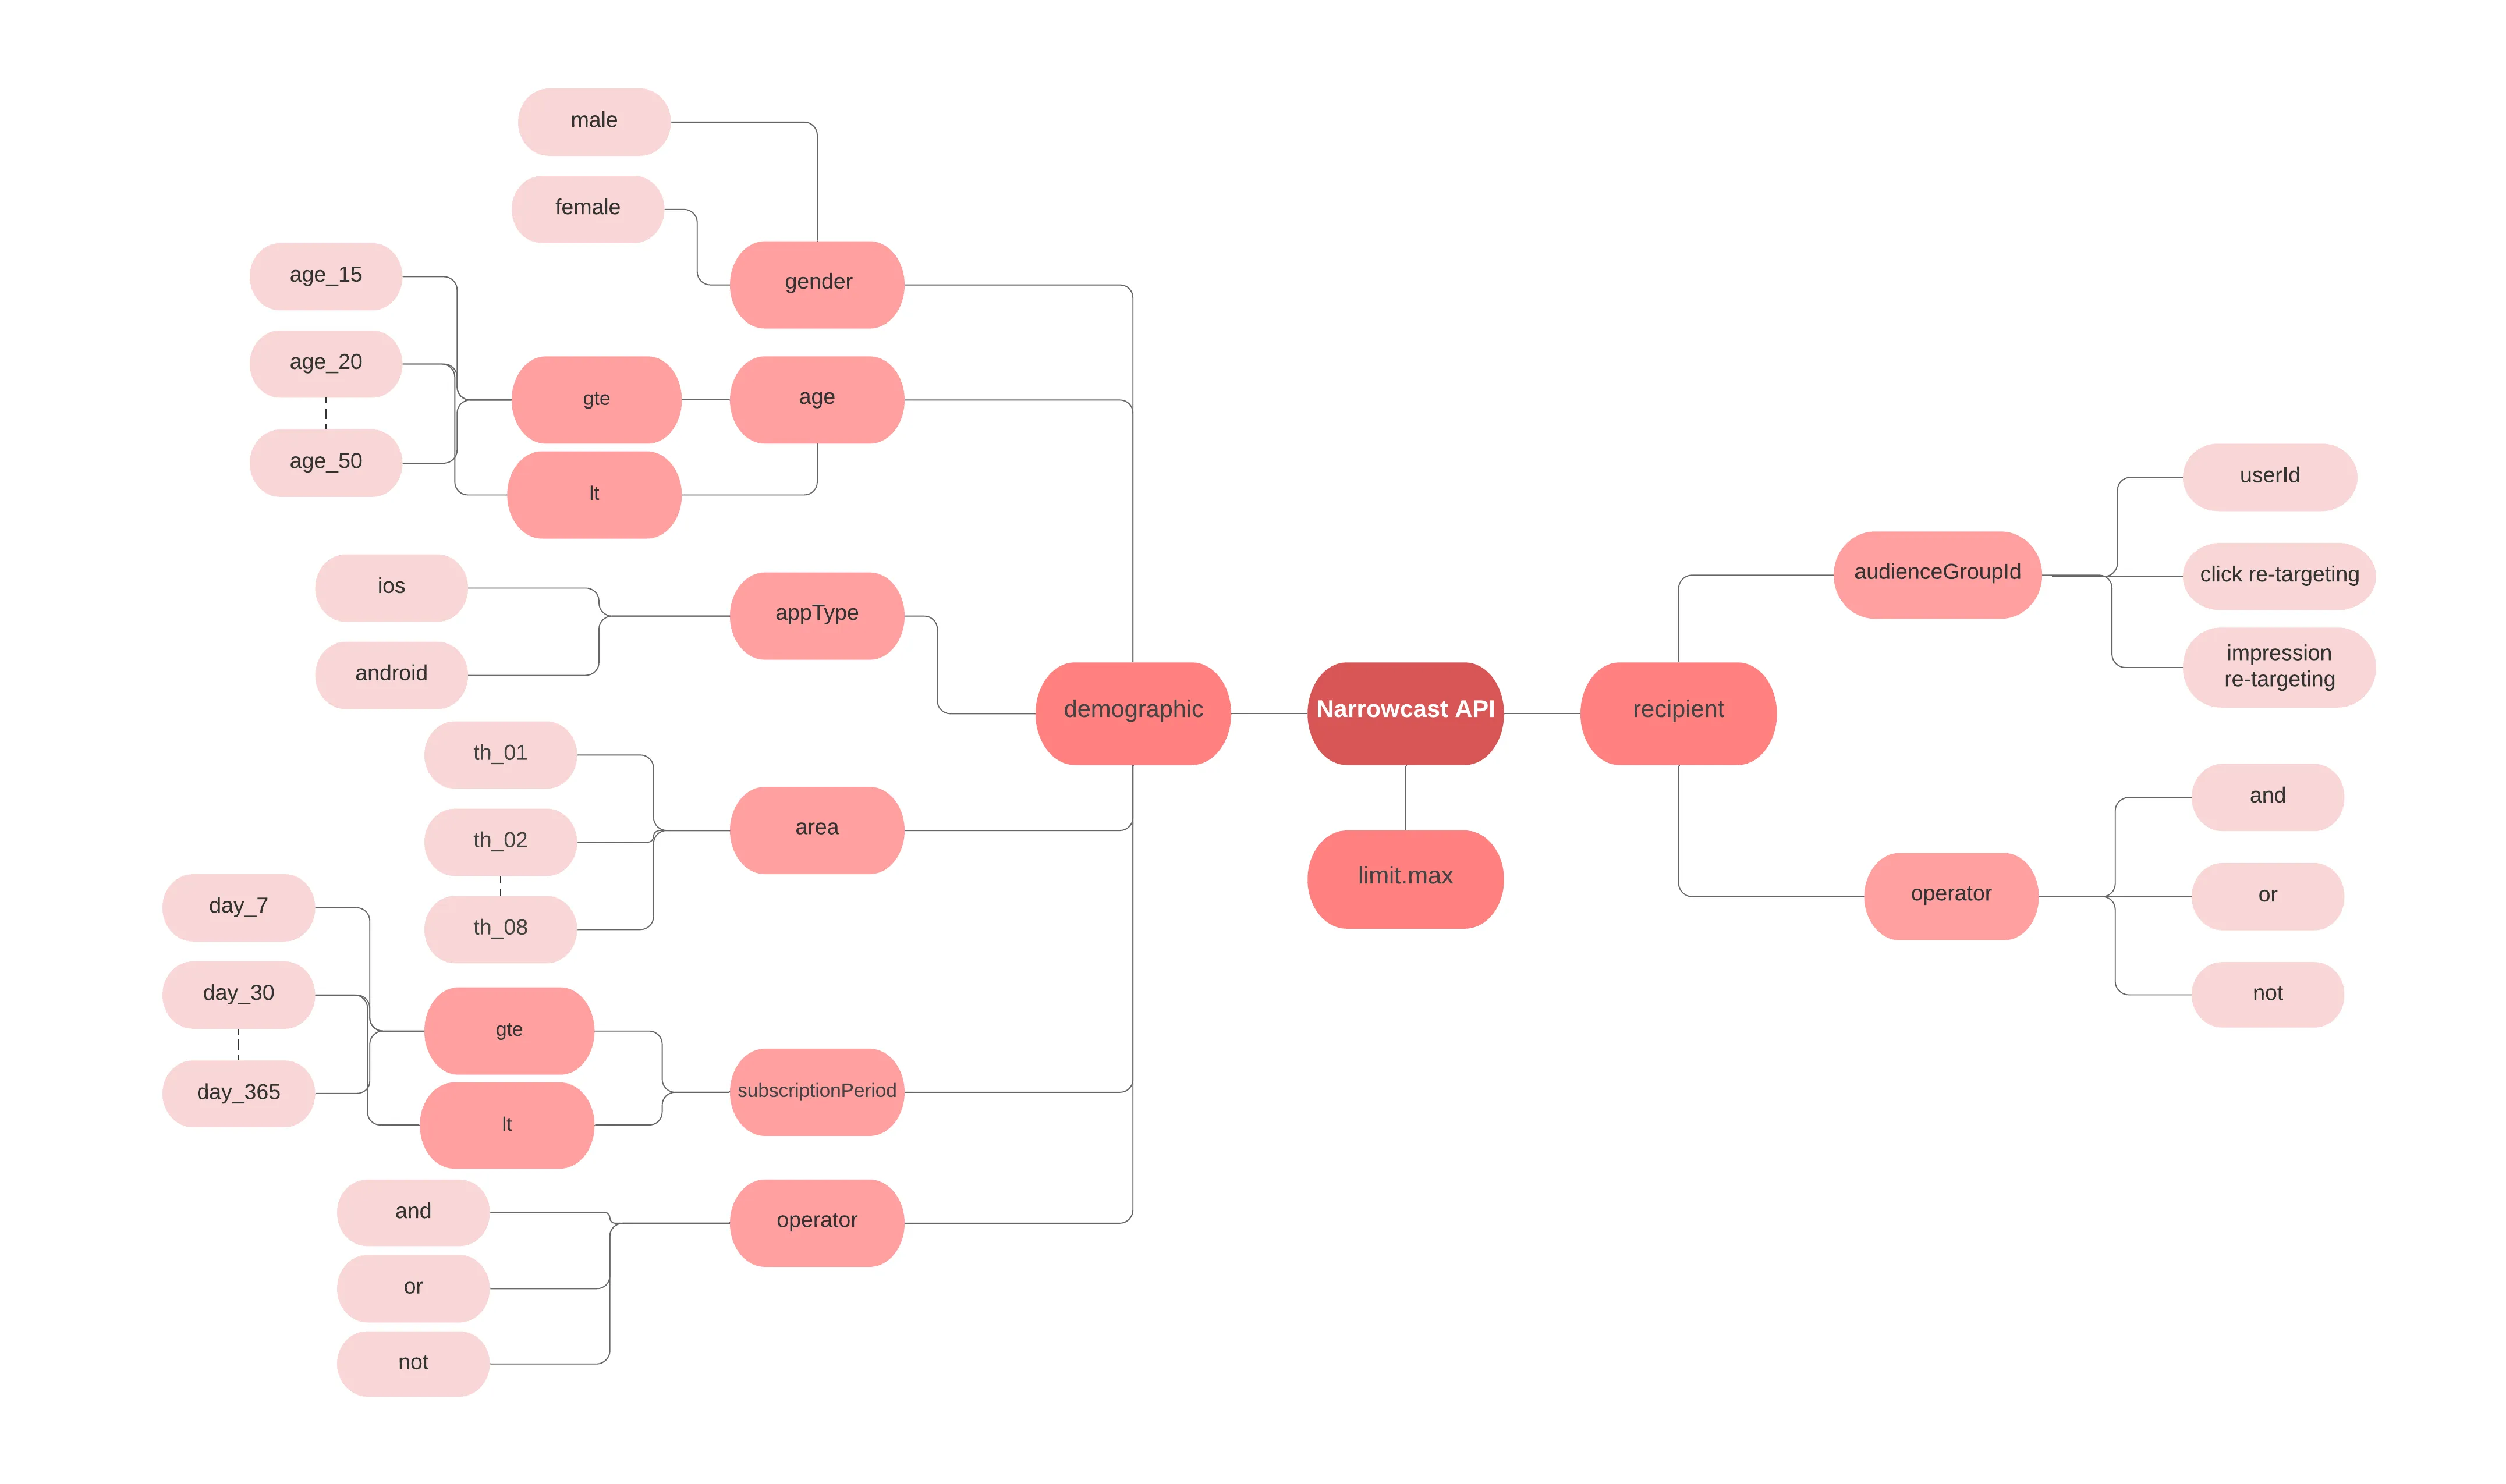 male
female
gender
age_15
age_20
age_50
gte
age
lt
ios
android
appType
th_01
th_02
th_08
area
day_7
day_30
day_365
gte
lt
subscriptionPeriod
and
or
not
operator
demographic
Narrowcast API
limit.max
recipient
audienceGroupId
userId
click re-targeting
impression
re-targeting
operator
and
or
not